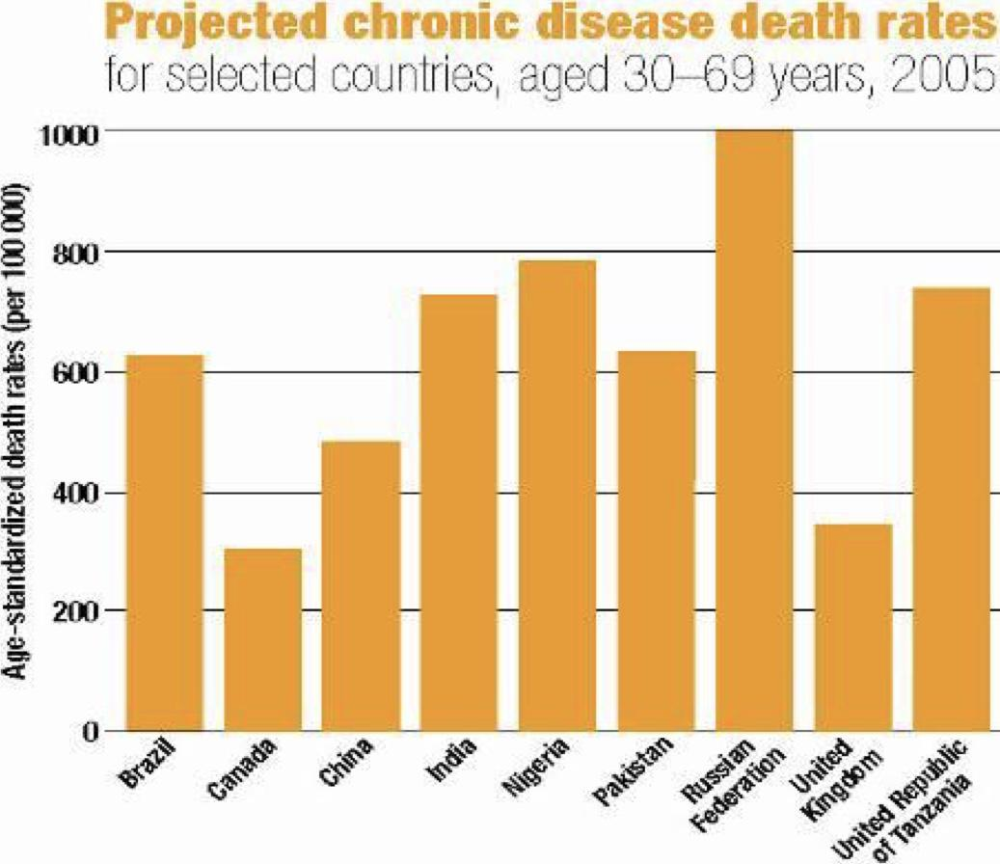 Projected chronic disease death rates
for selected countries, aged 30–69 years, 2005
Age-standardized death rates (per 100 000)
1000
800
600
400
200
0
Brazil
Canada
China
India
Nigeria
Pakistan
Russian
Federation
United
Kingdom
United Republic
of Tanzania